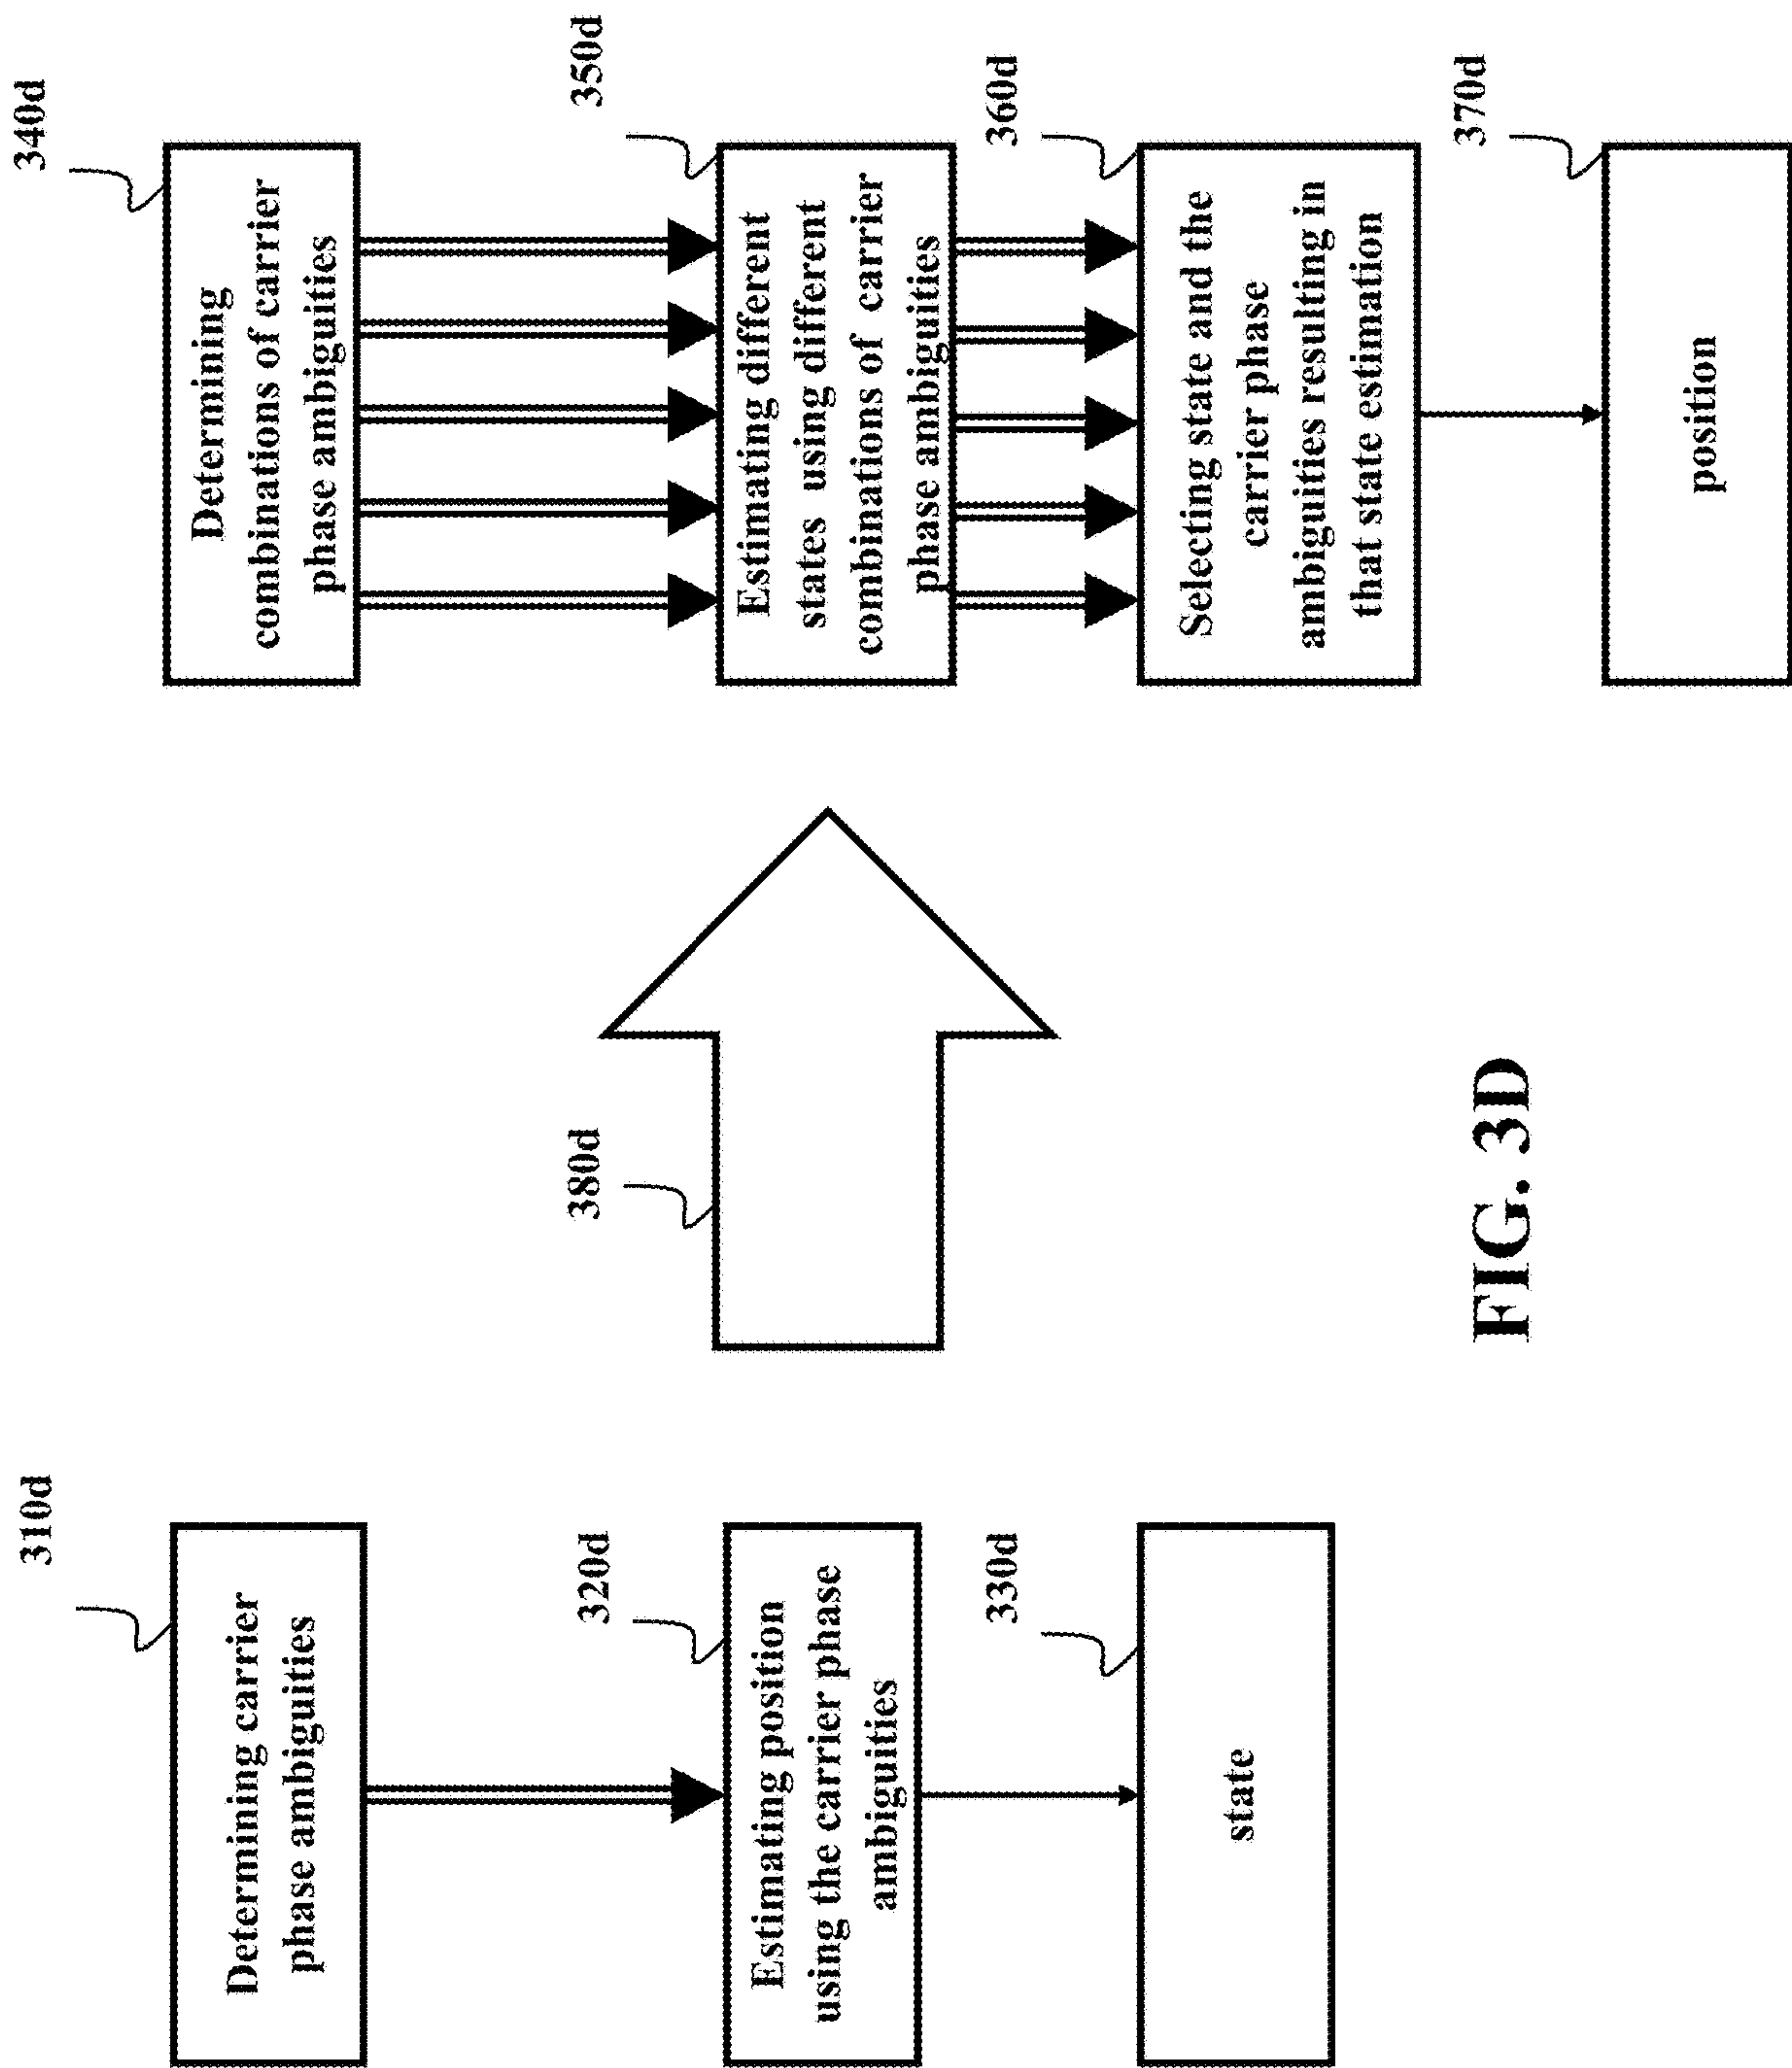 310d
Determining carrier
phase ambiguities
320d
Estimating position
using the carrier phase
ambiguities
330d
state
380d
340d
Determining
combinations of carrier
phase ambiguities
350d
Estimating different
states using different
combinations of carrier
phase ambiguities
360d
Selecting state and the
carrier phase
ambiguities resulting in
that state estimation
370d
position
FIG. 3D